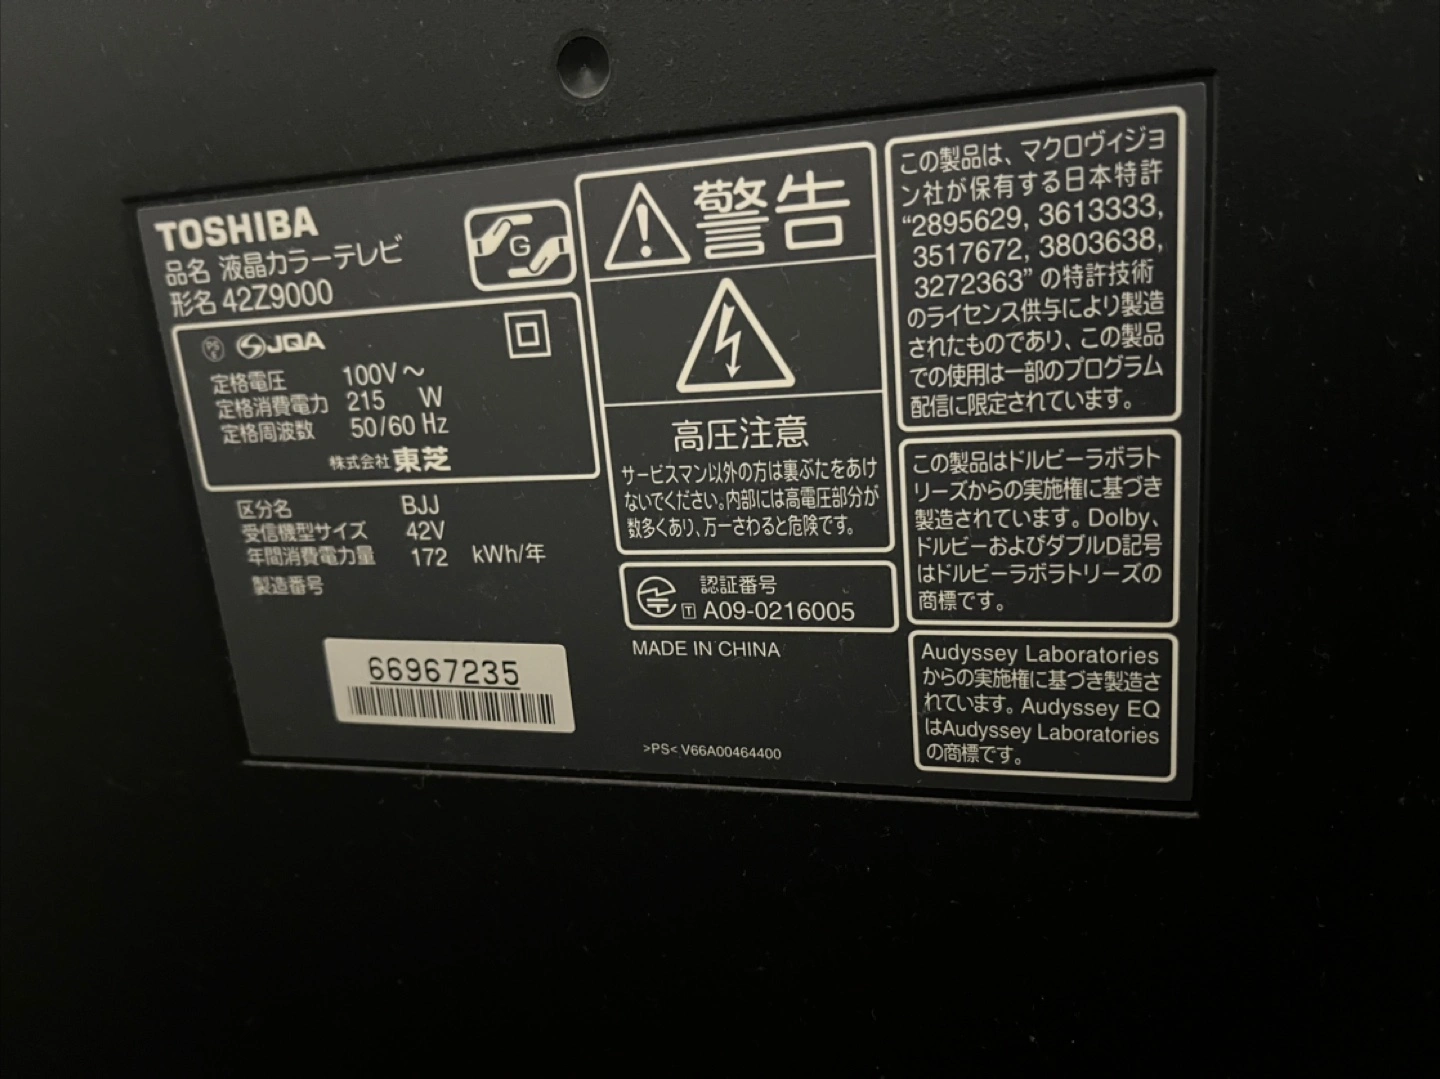 TOSHIBA
品名 液晶カラーテレビ
形名 42Z9000
G
PS
E
JQA
定格電圧 100V～
定格消費電力 215 W
定格周波数 50/60 Hz
株式会社 東芝
区分名 BJJ
受信機型サイズ 42V
年間消費電力量 172 kWh/年
製造番号
66967235
警告
高圧注意
サービスマン以外の方は裏ぶたをあけ
ないでください。内部には高電圧部分が
数多くあり、万一さわると危険です。
認証番号
T A09-0216005
MADE IN CHINA
>PS< V66A00464400
この製品は、マクロヴィジョ
ン社が保有する日本特許
“2895629, 3613333,
3517672, 3803638,
3272363” の特許技術
のライセンス供与により製造
されたものであり、この製品
での使用は一部のプログラム
配信に限定されています。
この製品はドルビーラボラト
リーズからの実施権に基づき
製造されています。Dolby、
ドルビーおよびダブルD記号
はドルビーラボラトリーズの
商標です。
Audyssey Laboratories
からの実施権に基づき製造さ
れています。Audyssey EQ
はAudyssey Laboratories
の商標です。